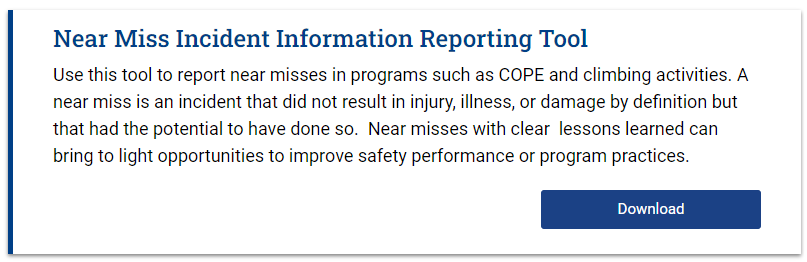 Near Miss Incident Information Reporting Tool
Use this tool to report near misses in programs such as COPE and climbing activities. A
near miss is an incident that did not result in injury, illness, or damage by definition but
that had the potential to have done so.  Near misses with clear  lessons learned can
bring to light opportunities to improve safety performance or program practices.
Download